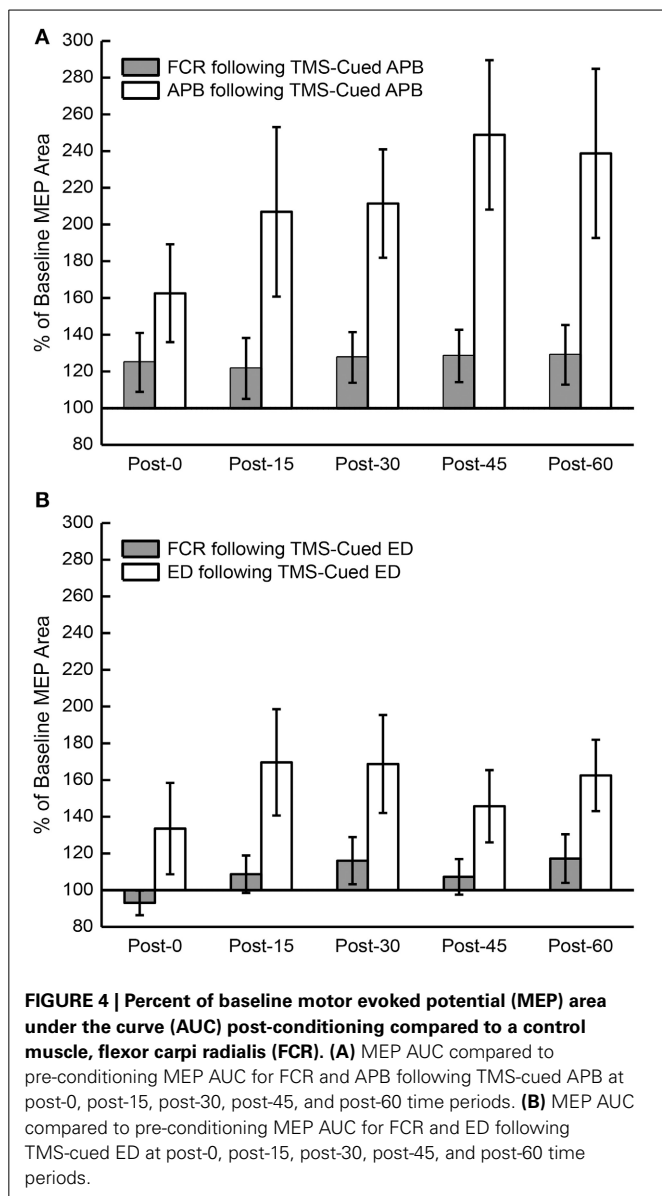 A
300
280
260
240
220
200
180
160
140
120
100
80
% of Baseline MEP Area
FCR following TMS-Cued APB
APB following TMS-Cued APB
Post-0 Post-15 Post-30 Post-45 Post-60
B
300
280
260
240
220
200
180
160
140
120
100
80
% of Baseline MEP Area
FCR following TMS-Cued ED
ED following TMS-Cued ED
Post-0 Post-15 Post-30 Post-45 Post-60
FIGURE 4 | Percent of baseline motor evoked potential (MEP) area
under the curve (AUC) post-conditioning compared to a control
muscle, flexor carpi radialis (FCR). (A) MEP AUC compared to
pre-conditioning MEP AUC for FCR and APB following TMS-cued APB at
post-0, post-15, post-30, post-45, and post-60 time periods. (B) MEP AUC
compared to pre-conditioning MEP AUC for FCR and ED following
TMS-cued ED at post-0, post-15, post-30, post-45, and post-60 time
periods.